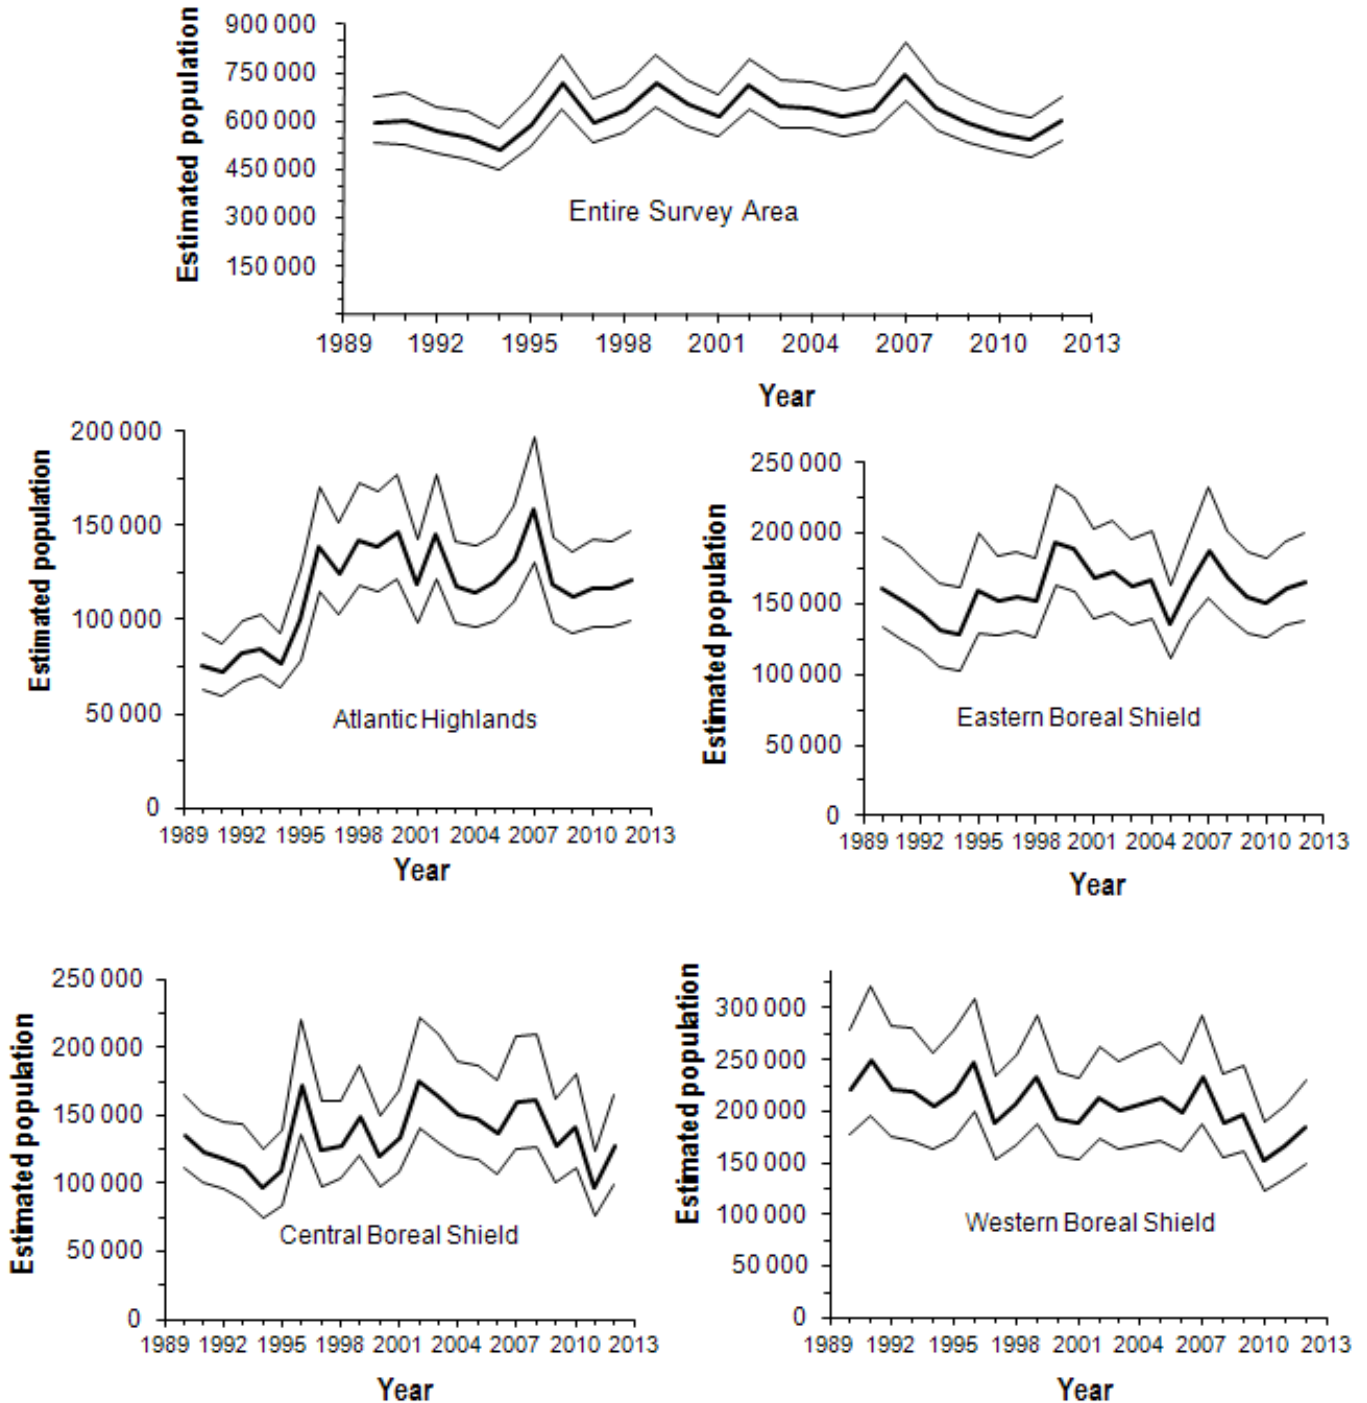 900 000
750 000
600 000
450 000
300 000
150 000
Estimated population
Entire Survey Area
1989 1992 1995 1998 2001 2004 2007 2010 2013
Year
200 000
150 000
100 000
50 000
0
Estimated population
Atlantic Highlands
1989 1992 1995 1998 2001 2004 2007 2010 2013
Year
250 000
200 000
150 000
100 000
50 000
0
Estimated population
Eastern Boreal Shield
1989 1992 1995 1998 2001 2004 2007 2010 2013
Year
250 000
200 000
150 000
100 000
50 000
0
Estimated population
Central Boreal Shield
1989 1992 1995 1998 2001 2004 2007 2010 2013
Year
300 000
250 000
200 000
150 000
100 000
50 000
0
Estimated population
Western Boreal Shield
1989 1992 1995 1998 2001 2004 2007 2010 2013
Year